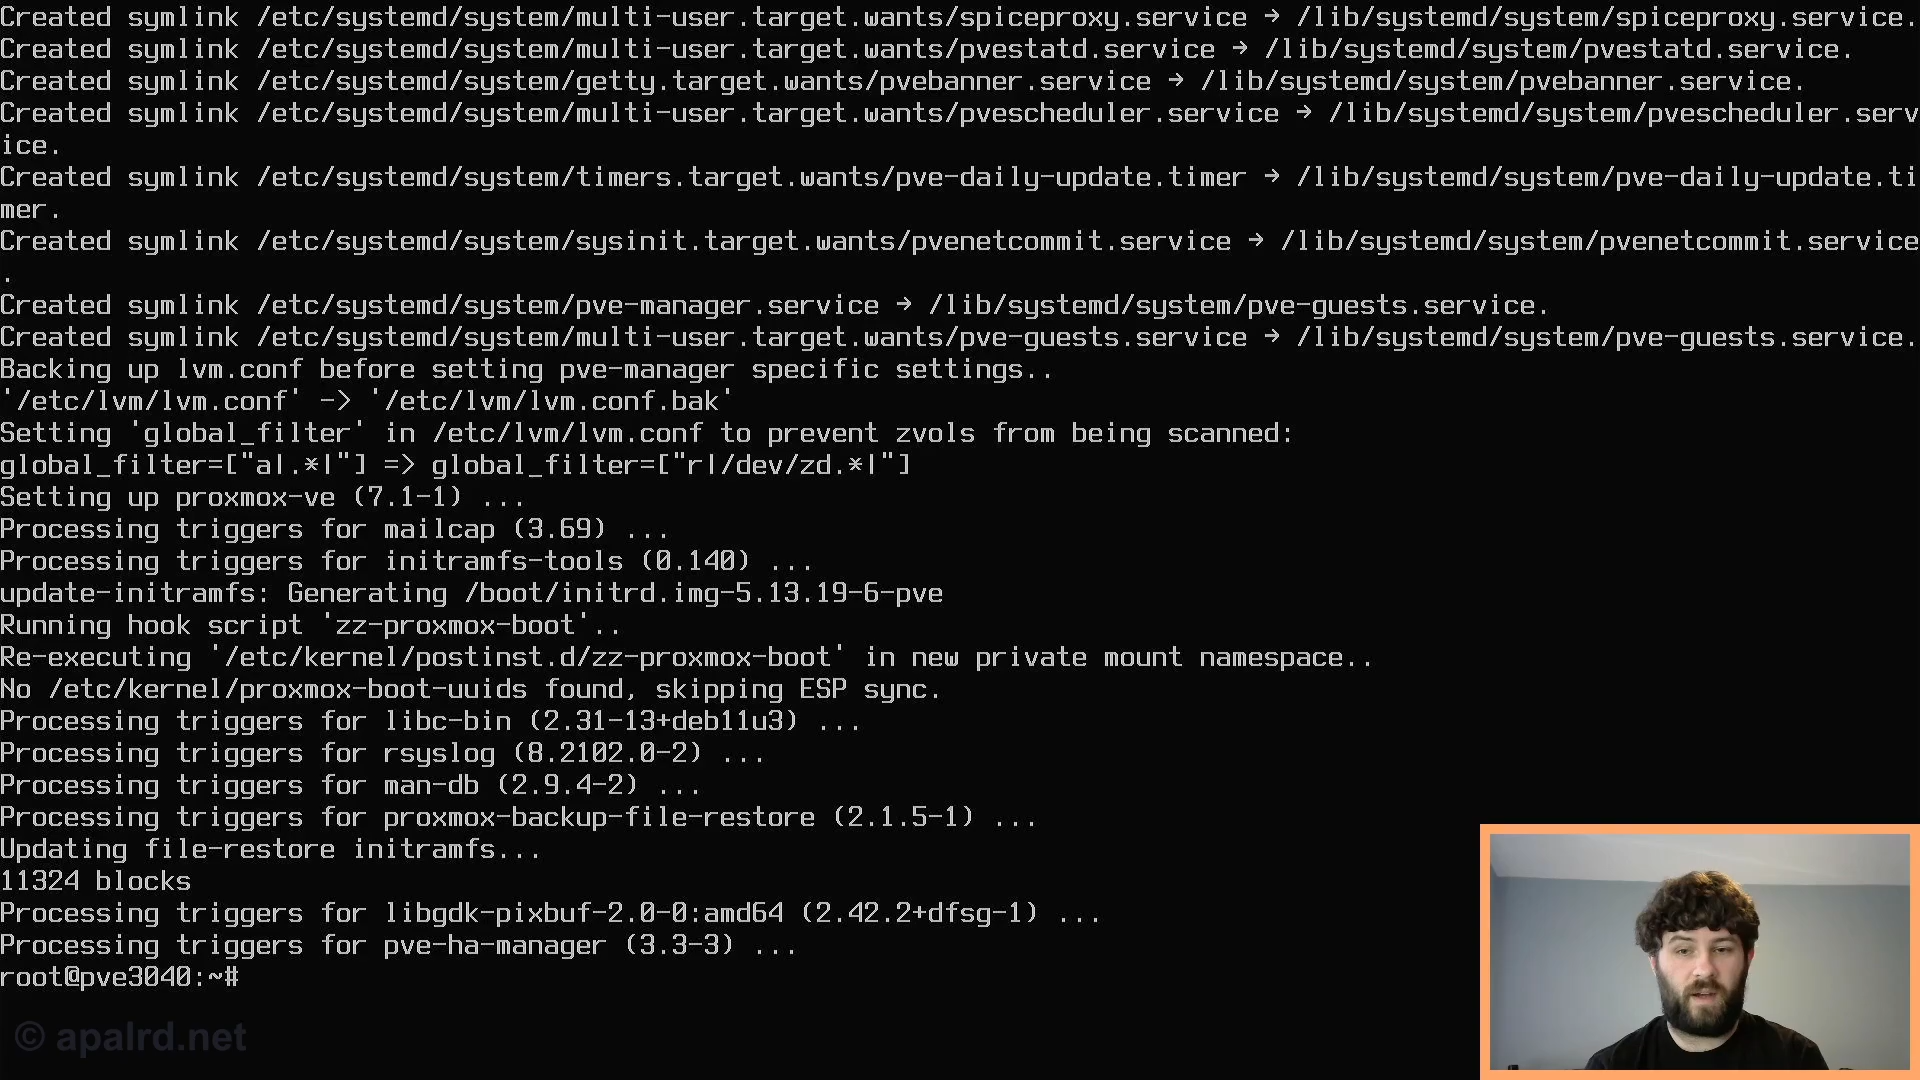 Created symlink /etc/systemd/system/multi-user.target.wants/spiceproxy.service → /lib/systemd/system/spiceproxy.service.
Created symlink /etc/systemd/system/multi-user.target.wants/pvestatd.service → /lib/systemd/system/pvestatd.service.
Created symlink /etc/systemd/system/getty.target.wants/pvebanner.service → /lib/systemd/system/pvebanner.service.
Created symlink /etc/systemd/system/multi-user.target.wants/pvescheduler.service → /lib/systemd/system/pvescheduler.serv
ice.
Created symlink /etc/systemd/system/timers.target.wants/pve-daily-update.timer → /lib/systemd/system/pve-daily-update.ti
mer.
Created symlink /etc/systemd/system/sysinit.target.wants/pvenetcommit.service → /lib/systemd/system/pvenetcommit.service
.
Created symlink /etc/systemd/system/pve-manager.service → /lib/systemd/system/pve-guests.service.
Created symlink /etc/systemd/system/multi-user.target.wants/pve-guests.service → /lib/systemd/system/pve-guests.service.
Backing up lvm.conf before setting pve-manager specific settings..
'/etc/lvm/lvm.conf' -> '/etc/lvm/lvm.conf.bak'
Setting 'global_filter' in /etc/lvm/lvm.conf to prevent zvols from being scanned:
global_filter=["a|.*|"] => global_filter=["r|/dev/zd.*|"]
Setting up proxmox-ve (7.1-1) ...
Processing triggers for mailcap (3.69) ...
Processing triggers for initramfs-tools (0.140) ...
update-initramfs: Generating /boot/initrd.img-5.13.19-6-pve
Running hook script 'zz-proxmox-boot'..
Re-executing '/etc/kernel/postinst.d/zz-proxmox-boot' in new private mount namespace..
No /etc/kernel/proxmox-boot-uuids found, skipping ESP sync.
Processing triggers for libc-bin (2.31-13+deb11u3) ...
Processing triggers for rsyslog (8.2102.0-2) ...
Processing triggers for man-db (2.9.4-2) ...
Processing triggers for proxmox-backup-file-restore (2.1.5-1) ...
Updating file-restore initramfs...
11324 blocks
Processing triggers for libgdk-pixbuf-2.0-0:amd64 (2.42.2+dfsg-1) ...
Processing triggers for pve-ha-manager (3.3-3) ...
root@pve3040:~#
© apalrd.net